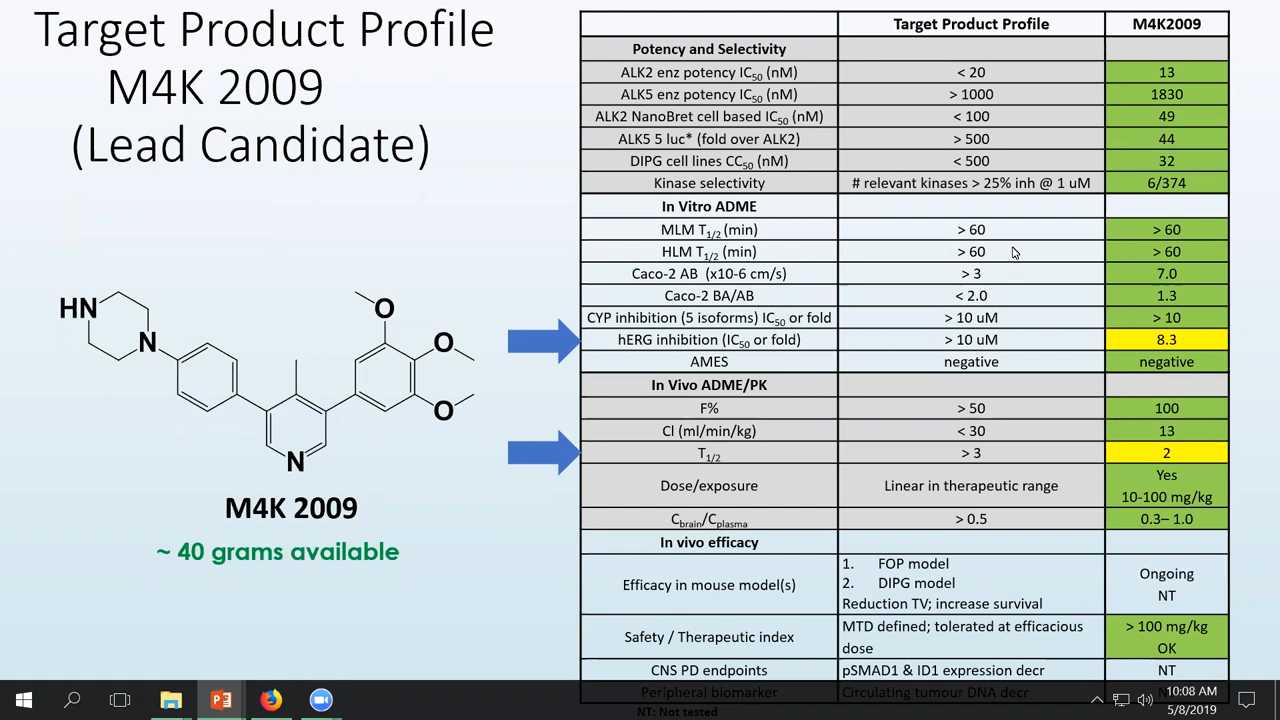 Target Product Profile
M4K 2009
(Lead Candidate)
HN
N
O
O
O
N
M4K 2009
~ 40 grams available
Target Product Profile M4K2009
Potency and Selectivity
ALK2 enz potency IC50 (nM) < 20 13
ALK5 enz potency IC50 (nM) > 1000 1830
ALK2 NanoBret cell based IC50 (nM) < 100 49
ALK5 5 luc* (fold over ALK2) > 500 44
DIPG cell lines CC50 (nM) < 500 32
Kinase selectivity # relevant kinases > 25% inh @ 1 uM 6/374
In Vitro ADME
MLM T1/2 (min) > 60 > 60
HLM T1/2 (min) > 60 > 60
Caco-2 AB (x10-6 cm/s) > 3 7.0
Caco-2 BA/AB < 2.0 1.3
CYP inhibition (5 isoforms) IC50 or fold > 10 uM > 10
hERG inhibition (IC50 or fold) > 10 uM 8.3
AMES negative negative
In Vivo ADME/PK
F% > 50 100
Cl (ml/min/kg) < 30 13
T1/2 > 3 2
Dose/exposure Linear in therapeutic range Yes
10-100 mg/kg
Cbrain/Cplasma > 0.5 0.3– 1.0
In vivo efficacy
Efficacy in mouse model(s) 1. FOP model Ongoing
2. DIPG model NT
Reduction TV; increase survival
Safety / Therapeutic index MTD defined; tolerated at efficacious > 100 mg/kg
dose OK
CNS PD endpoints pSMAD1 & ID1 expression decr NT
Peripheral biomarker Circulating tumour DNA decr
NT: Not tested
10:08 AM
5/8/2019